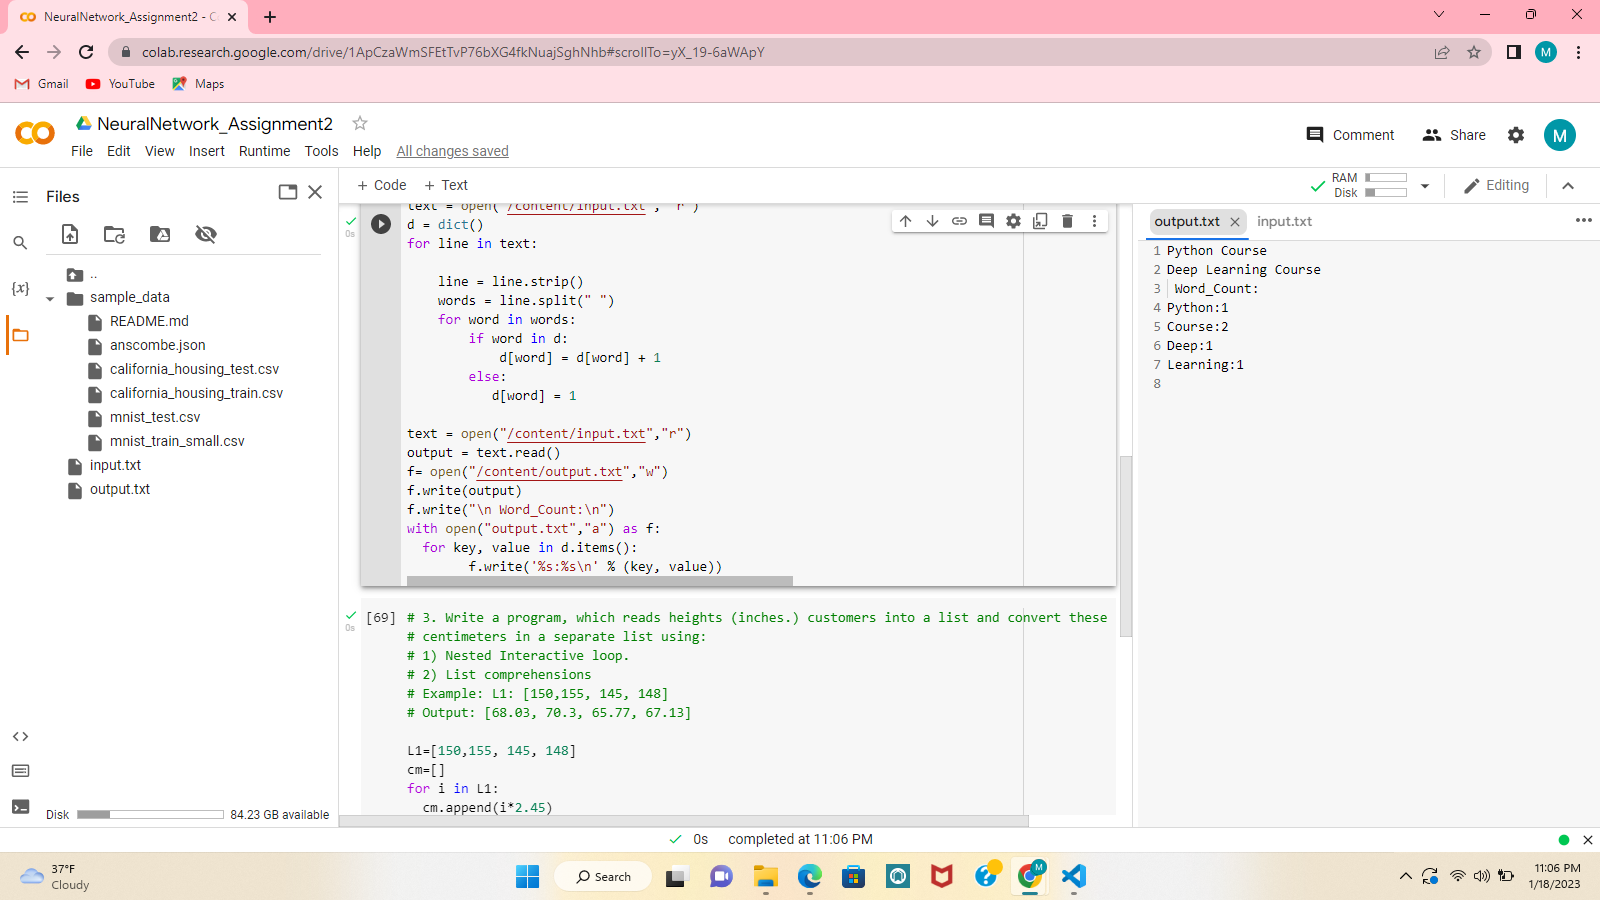 NeuralNetwork_Assignment2 - C
colab.research.google.com/drive/1ApCzaWmSFEtTvP76bXG4fkNuajSghNhb#scrollTo=yX_19-6aWApY
M
Gmail YouTube Maps
NeuralNetwork_Assignment2
File Edit View Insert Runtime Tools Help All changes saved
Comment Share M
Files
+ Code + Text
RAM
Disk
Editing
..
sample_data
README.md
anscombe.json
california_housing_test.csv
california_housing_train.csv
mnist_test.csv
mnist_train_small.csv
input.txt
output.txt
{x}
Disk 84.23 GB available
0s
text = open("/content/input.txt", "r")
d = dict()
for line in text:
line = line.strip()
words = line.split(" ")
for word in words:
if word in d:
d[word] = d[word] + 1
else:
d[word] = 1
text = open("/content/input.txt","r")
output = text.read()
f= open("/content/output.txt","w")
f.write(output)
f.write("\n Word_Count:\n")
with open("output.txt","a") as f:
for key, value in d.items():
f.write('%s:%s\n' % (key, value))
0s
[69] # 3. Write a program, which reads heights (inches.) customers into a list and convert these
# centimeters in a separate list using:
# 1) Nested Interactive loop.
# 2) List comprehensions
# Example: L1: [150,155, 145, 148]
# Output: [68.03, 70.3, 65.77, 67.13]
L1=[150,155, 145, 148]
cm=[]
for i in L1:
cm.append(i*2.45)
output.txt input.txt
1 Python Course
2 Deep Learning Course
3 Word_Count:
4 Python:1
5 Course:2
6 Deep:1
7 Learning:1
8
0s completed at 11:06 PM
37°F
Cloudy
Search
M
11:06 PM
1/18/2023